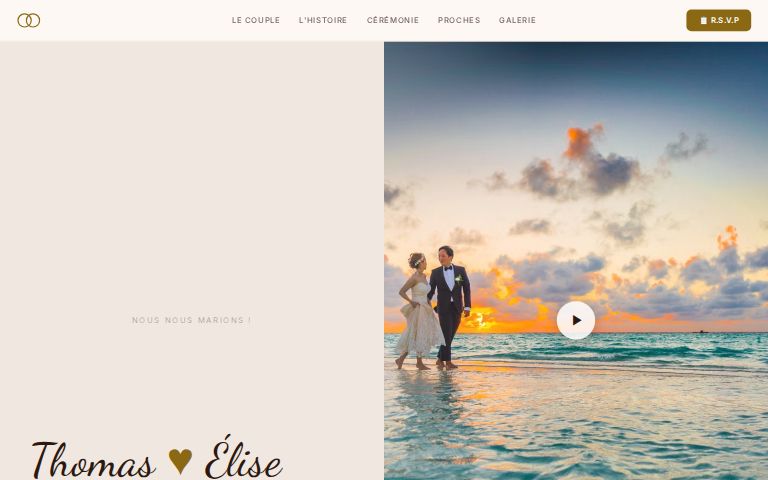 LE COUPLE
L'HISTOIRE
CÉRÉMONIE
PROCHES
GALERIE
R.S.V.P
NOUS NOUS MARIONS !
Thomas ♥ Élise